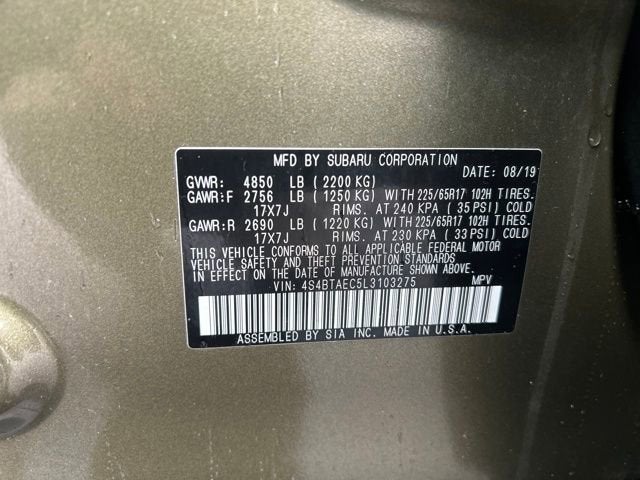 MFD BY SUBARU CORPORATION
DATE: 08/19
GVWR: 4850 LB (2200 KG)
GAWR:F 2756 LB (1250 KG) WITH 225/65R17 102H TIRES.
17X7J RIMS. AT 240 KPA (35 PSI) COLD
GAWR:R 2690 LB (1220 KG) WITH 225/65R17 102H TIRES.
17X7J RIMS. AT 230 KPA (33 PSI) COLD
THIS VEHICLE CONFORMS TO ALL APPLICABLE FEDERAL MOTOR
VEHICLE SAFETY AND THEFT PREVENTION STANDARDS
IN EFFECT ON THE DATE OF MANUFACTURE SHOWN ABOVE.
VIN: 4S4BTAEC5L3103275 MPV
ASSEMBLED BY SIA INC. MADE IN U.S.A.